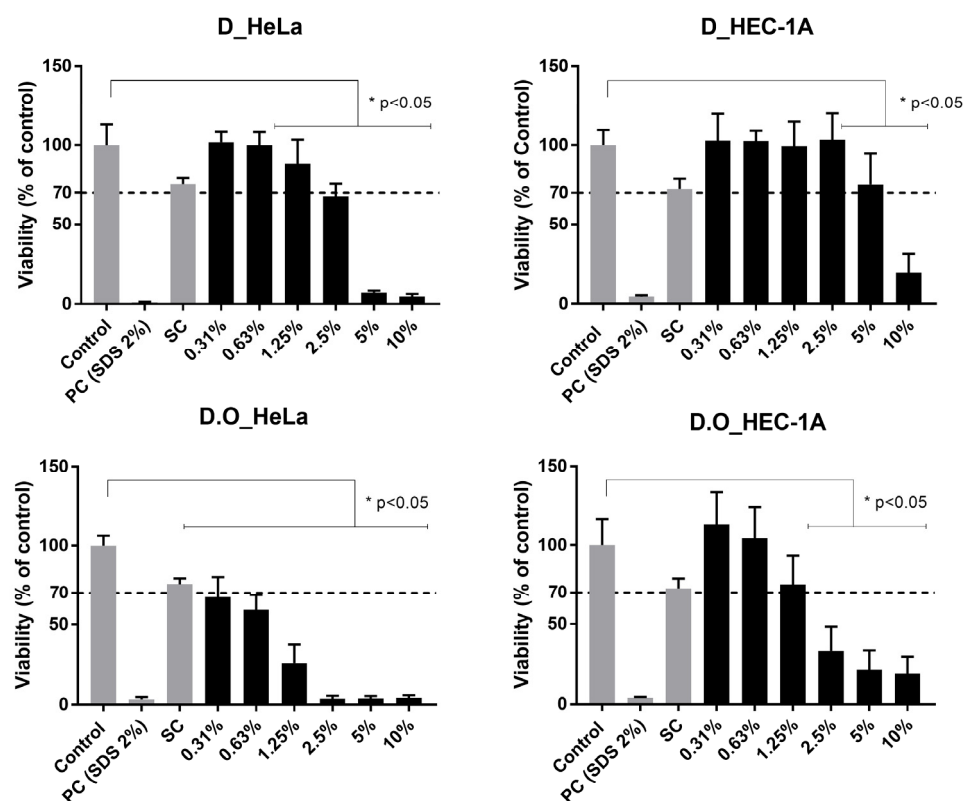 D_HeLa
Viability (% of control)
150
100
70
50
0
* p<0.05
Control
PC (SDS 2%)
SC
0.31%
0.63%
1.25%
2.5%
5%
10%
D_HEC-1A
Viability (% of Control)
150
100
70
50
0
* p<0.05
Control
PC (SDS 2%)
SC
0.31%
0.63%
1.25%
2.5%
5%
10%
D.O_HeLa
Viability (% of control)
150
100
70
50
0
* p<0.05
Control
PC (SDS 2%)
SC
0.31%
0.63%
1.25%
2.5%
5%
10%
D.O_HEC-1A
Viability (% of control)
150
100
70
50
0
* p<0.05
Control
PC (SDS 2%)
SC
0.31%
0.63%
1.25%
2.5%
5%
10%